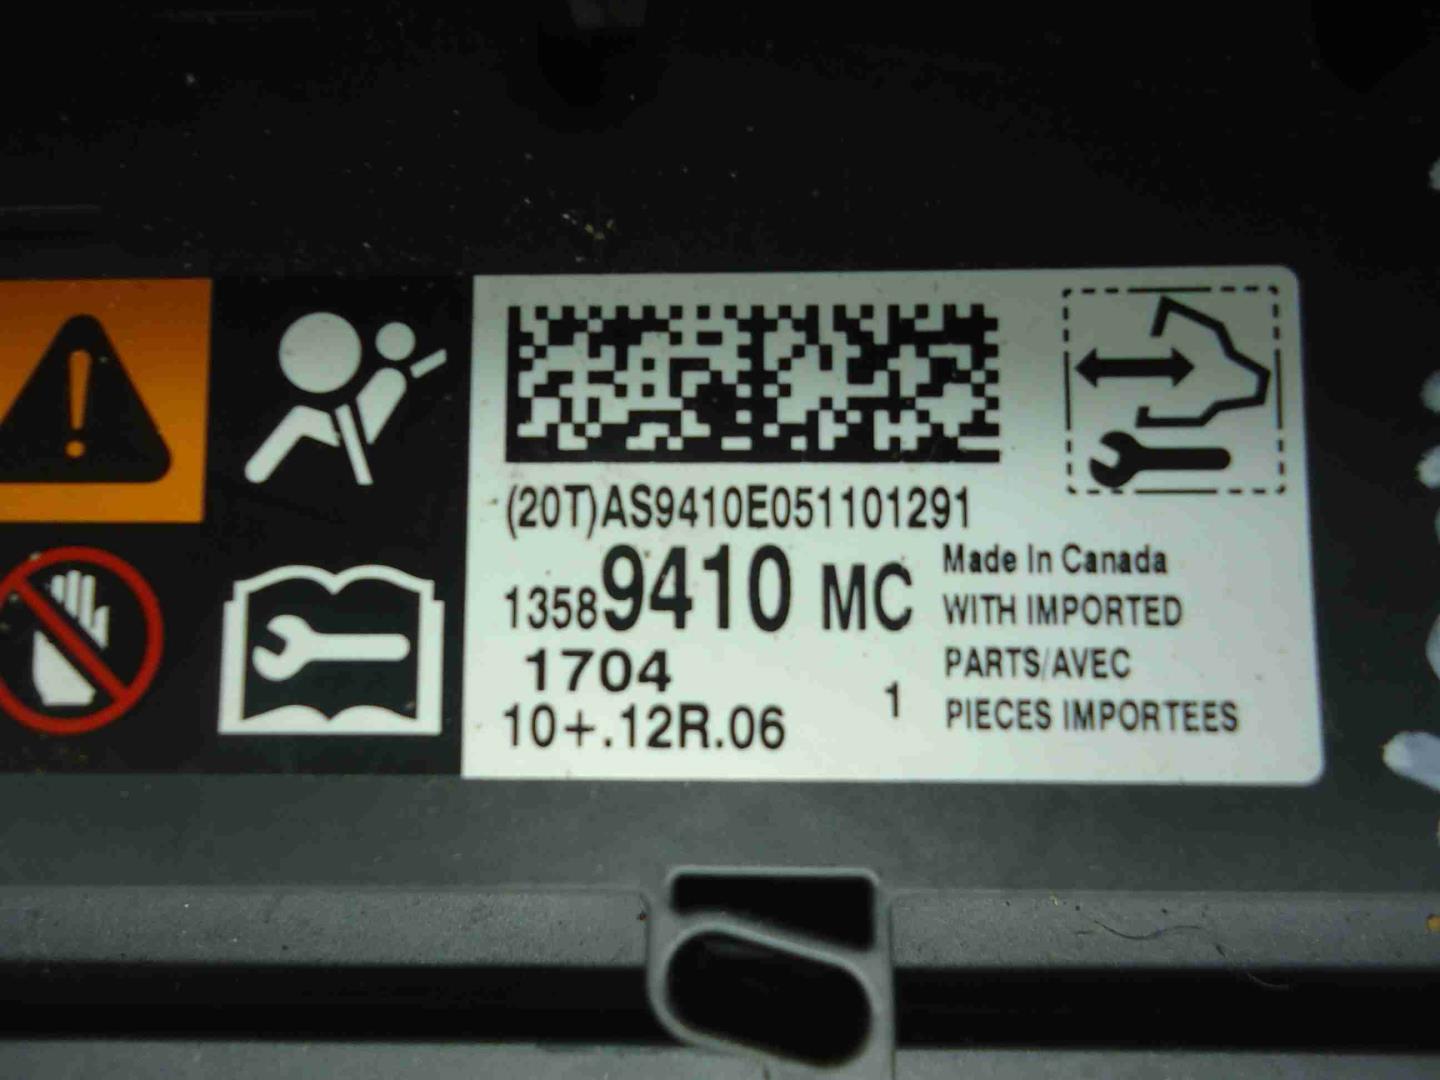 (20T)AS9410E051101291
13589410 MC
1704
10+.12R.06
1
Made In Canada
WITH IMPORTED
PARTS/AVEC
PIECES IMPORTEES